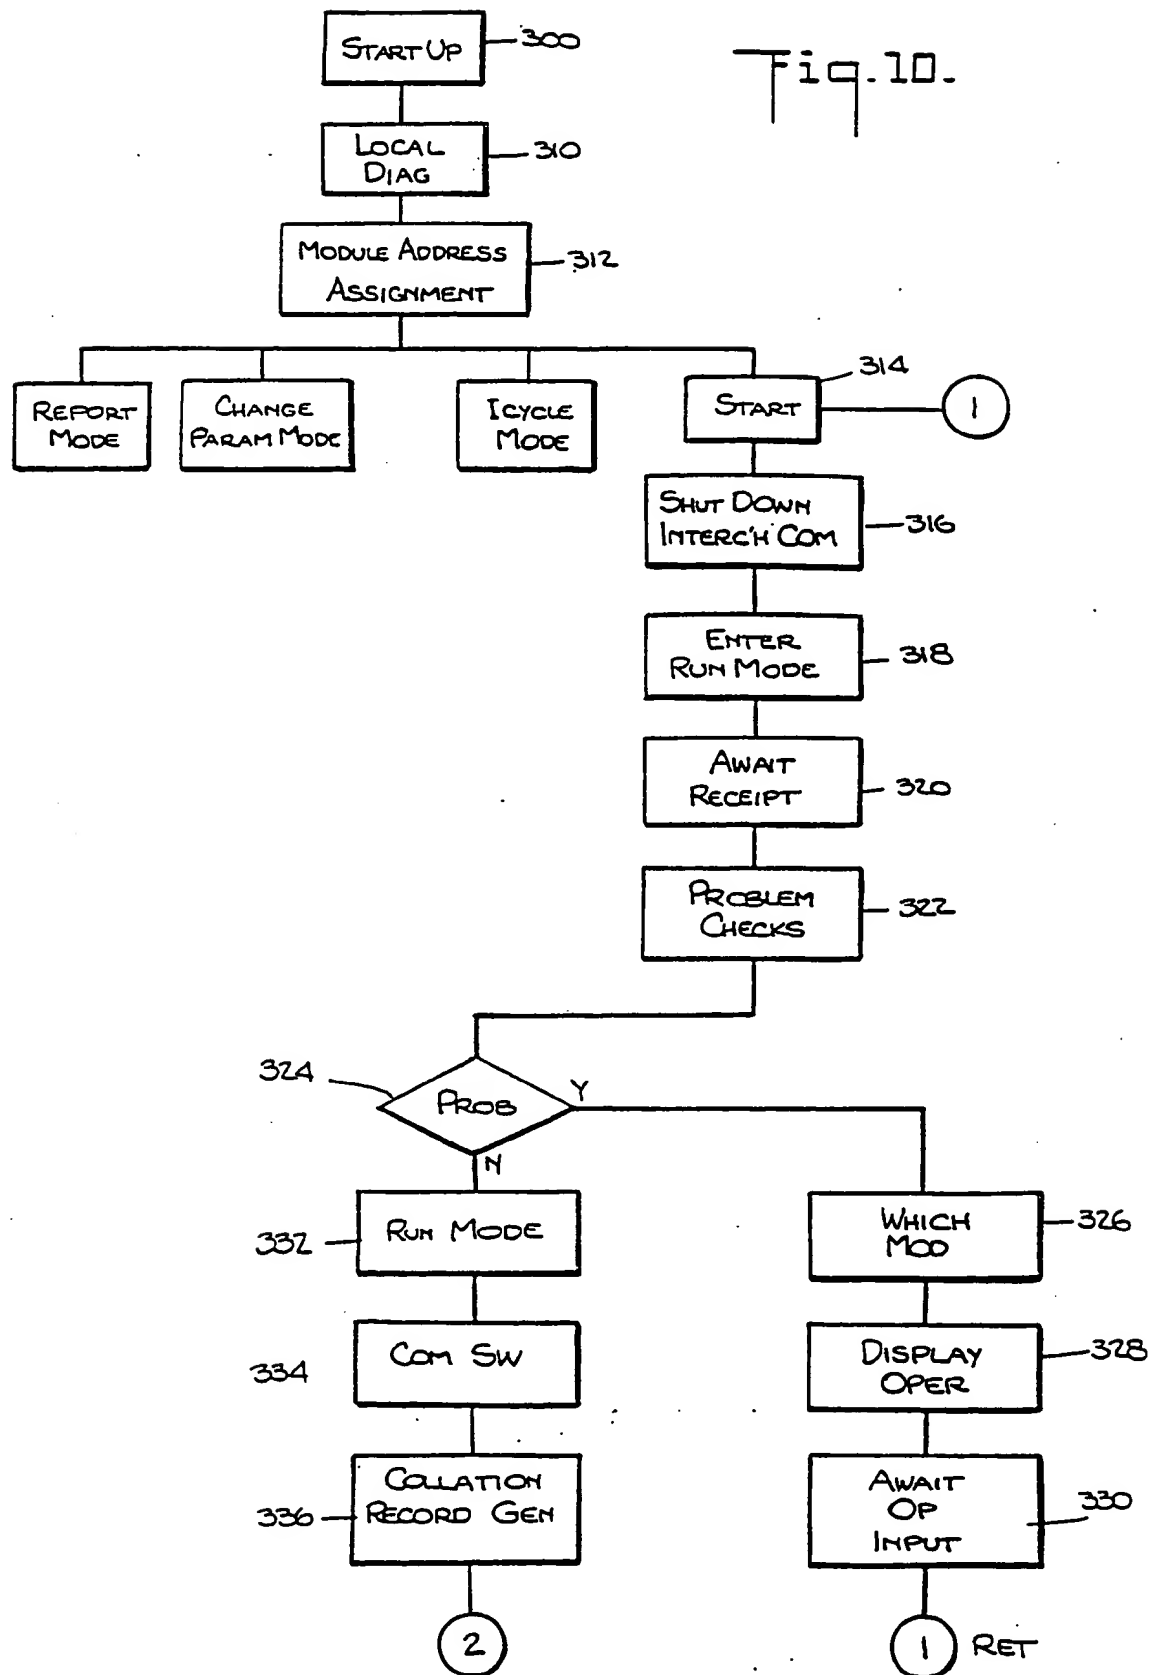 START UP
300
Fig. 10.
LOCAL
DIAG
310
MODULE ADDRESS
ASSIGNMENT
312
REPORT
MODE
CHANGE
PARAM MODE
ICYCLE
MODE
START
314
1
SHUT DOWN
INTERC'H COM
316
ENTER
RUN MODE
318
AWAIT
RECEIPT
320
PROBLEM
CHECKS
322
324
PROB
Y
N
RUN MODE
332
WHICH
MOD
326
COM SW
334
DISPLAY
OPER
328
COLLATION
RECORD GEN
336
AWAIT
OP
INPUT
330
2
1 RET